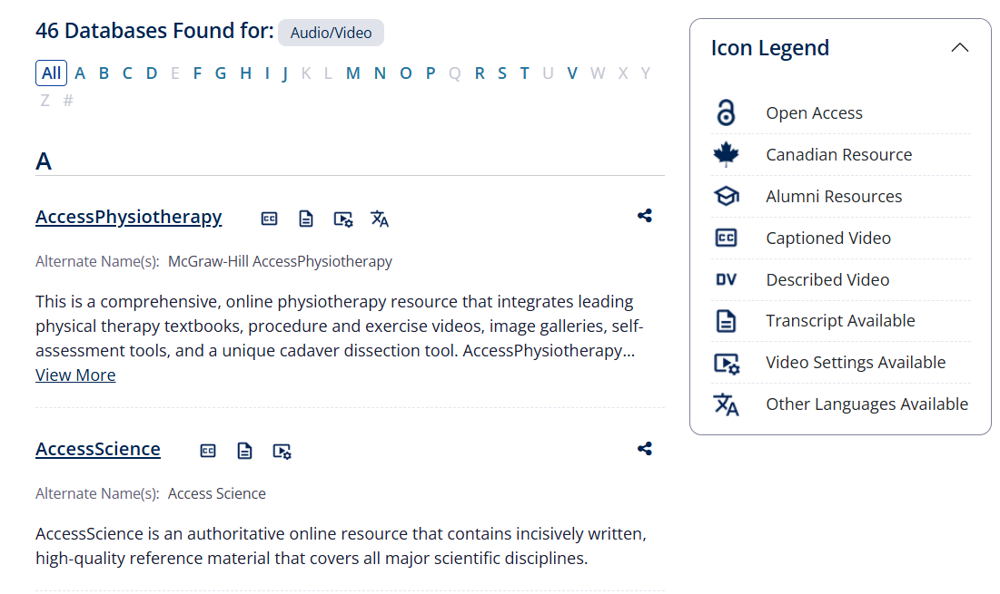 46 Databases Found for: Audio/Video
All A B C D E F G H I J K L M N O P Q R S T U V W X Y
Z #
A
AccessPhysiotherapy CC
Alternate Name(s): McGraw-Hill AccessPhysiotherapy
This is a comprehensive, online physiotherapy resource that integrates leading
physical therapy textbooks, procedure and exercise videos, image galleries, self-
assessment tools, and a unique cadaver dissection tool. AccessPhysiotherapy...
View More
AccessScience CC
Alternate Name(s): Access Science
AccessScience is an authoritative online resource that contains incisively written,
high-quality reference material that covers all major scientific disciplines.
Icon Legend
Open Access
Canadian Resource
Alumni Resources
CC Captioned Video
DV Described Video
Transcript Available
Video Settings Available
Other Languages Available